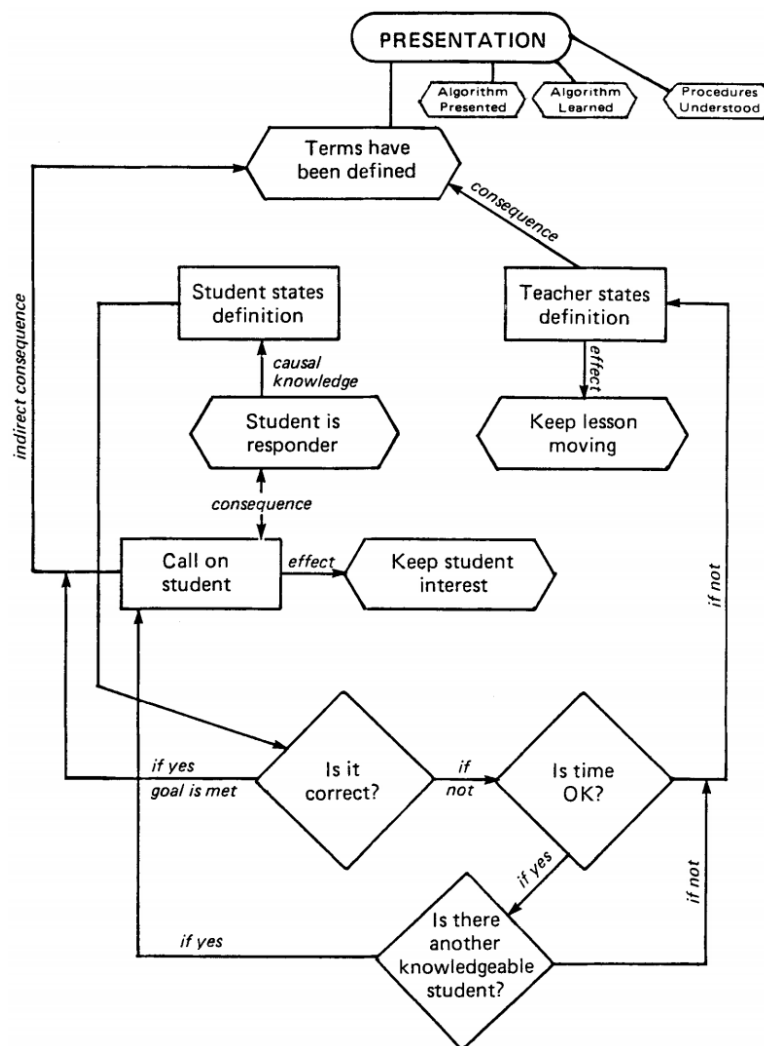 PRESENTATION
Algorithm
Presented
Algorithm
Learned
Procedures
Understood
Terms have
been defined
consequence
Student states
definition
Teacher states
definition
indirect consequence
causal
knowledge
effect
Student is
responder
Keep lesson
moving
consequence
Call on
student
effect
Keep student
interest
if not
if yes
goal is met
Is it
correct?
if
not
Is time
OK?
if yes
if not
if yes
Is there
another
knowledgeable
student?